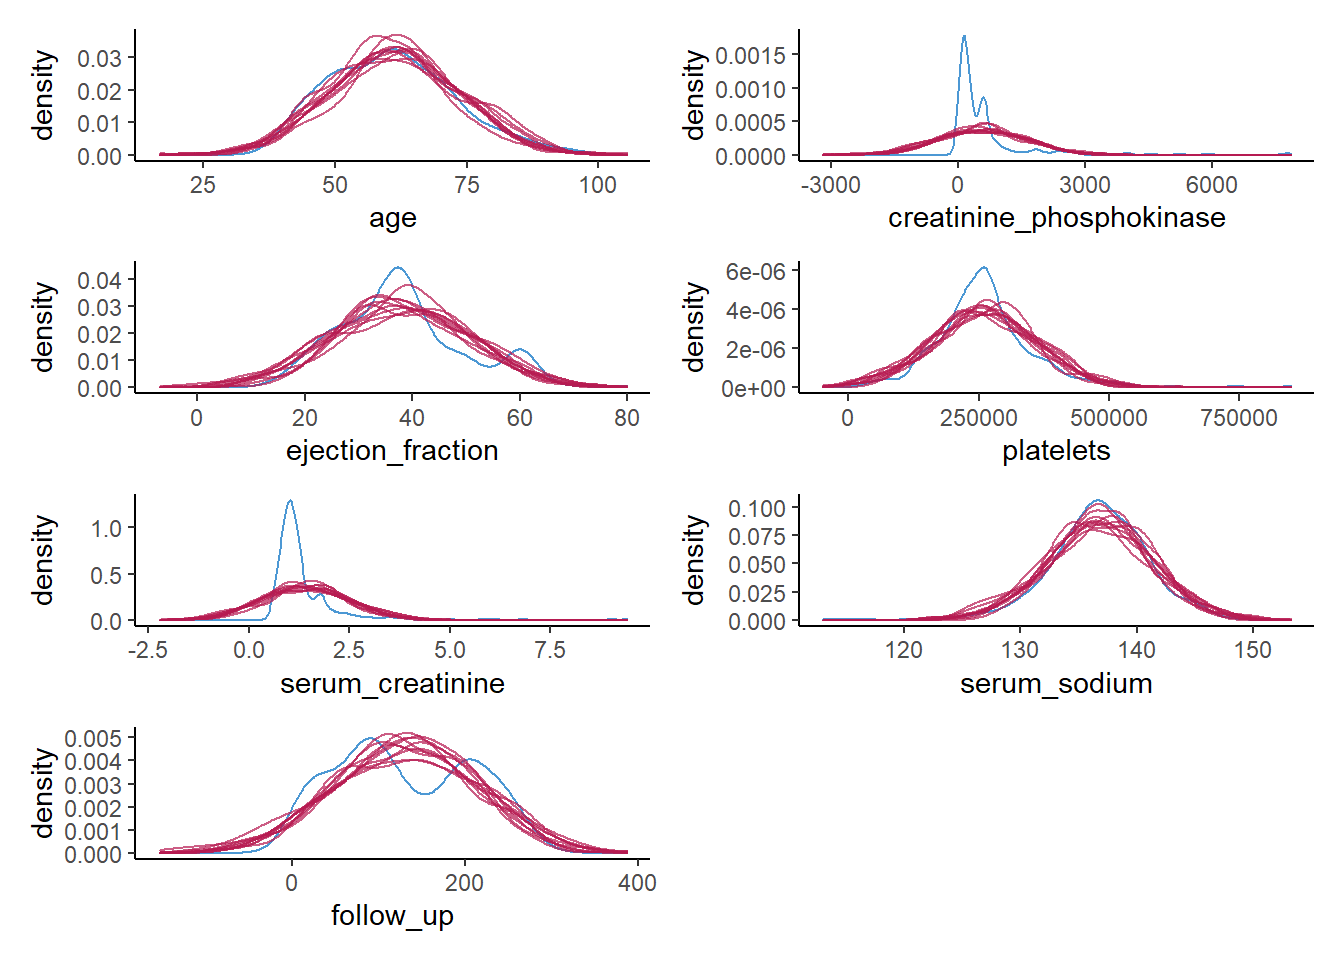 density
0.03
0.02
0.01
0.00
25 50 75 100
age
density
0.0015
0.0010
0.0005
0.0000
-3000 0 3000 6000
creatinine_phosphokinase
density
0.04
0.03
0.02
0.01
0.00
0 20 40 60 80
ejection_fraction
density
6e-06
4e-06
2e-06
0e+00
0 250000 500000 750000
platelets
density
1.0
0.5
0.0
-2.5 0.0 2.5 5.0 7.5
serum_creatinine
density
0.100
0.075
0.050
0.025
0.000
120 130 140 150
serum_sodium
density
0.005
0.004
0.003
0.002
0.001
0.000
0 200 400
follow_up